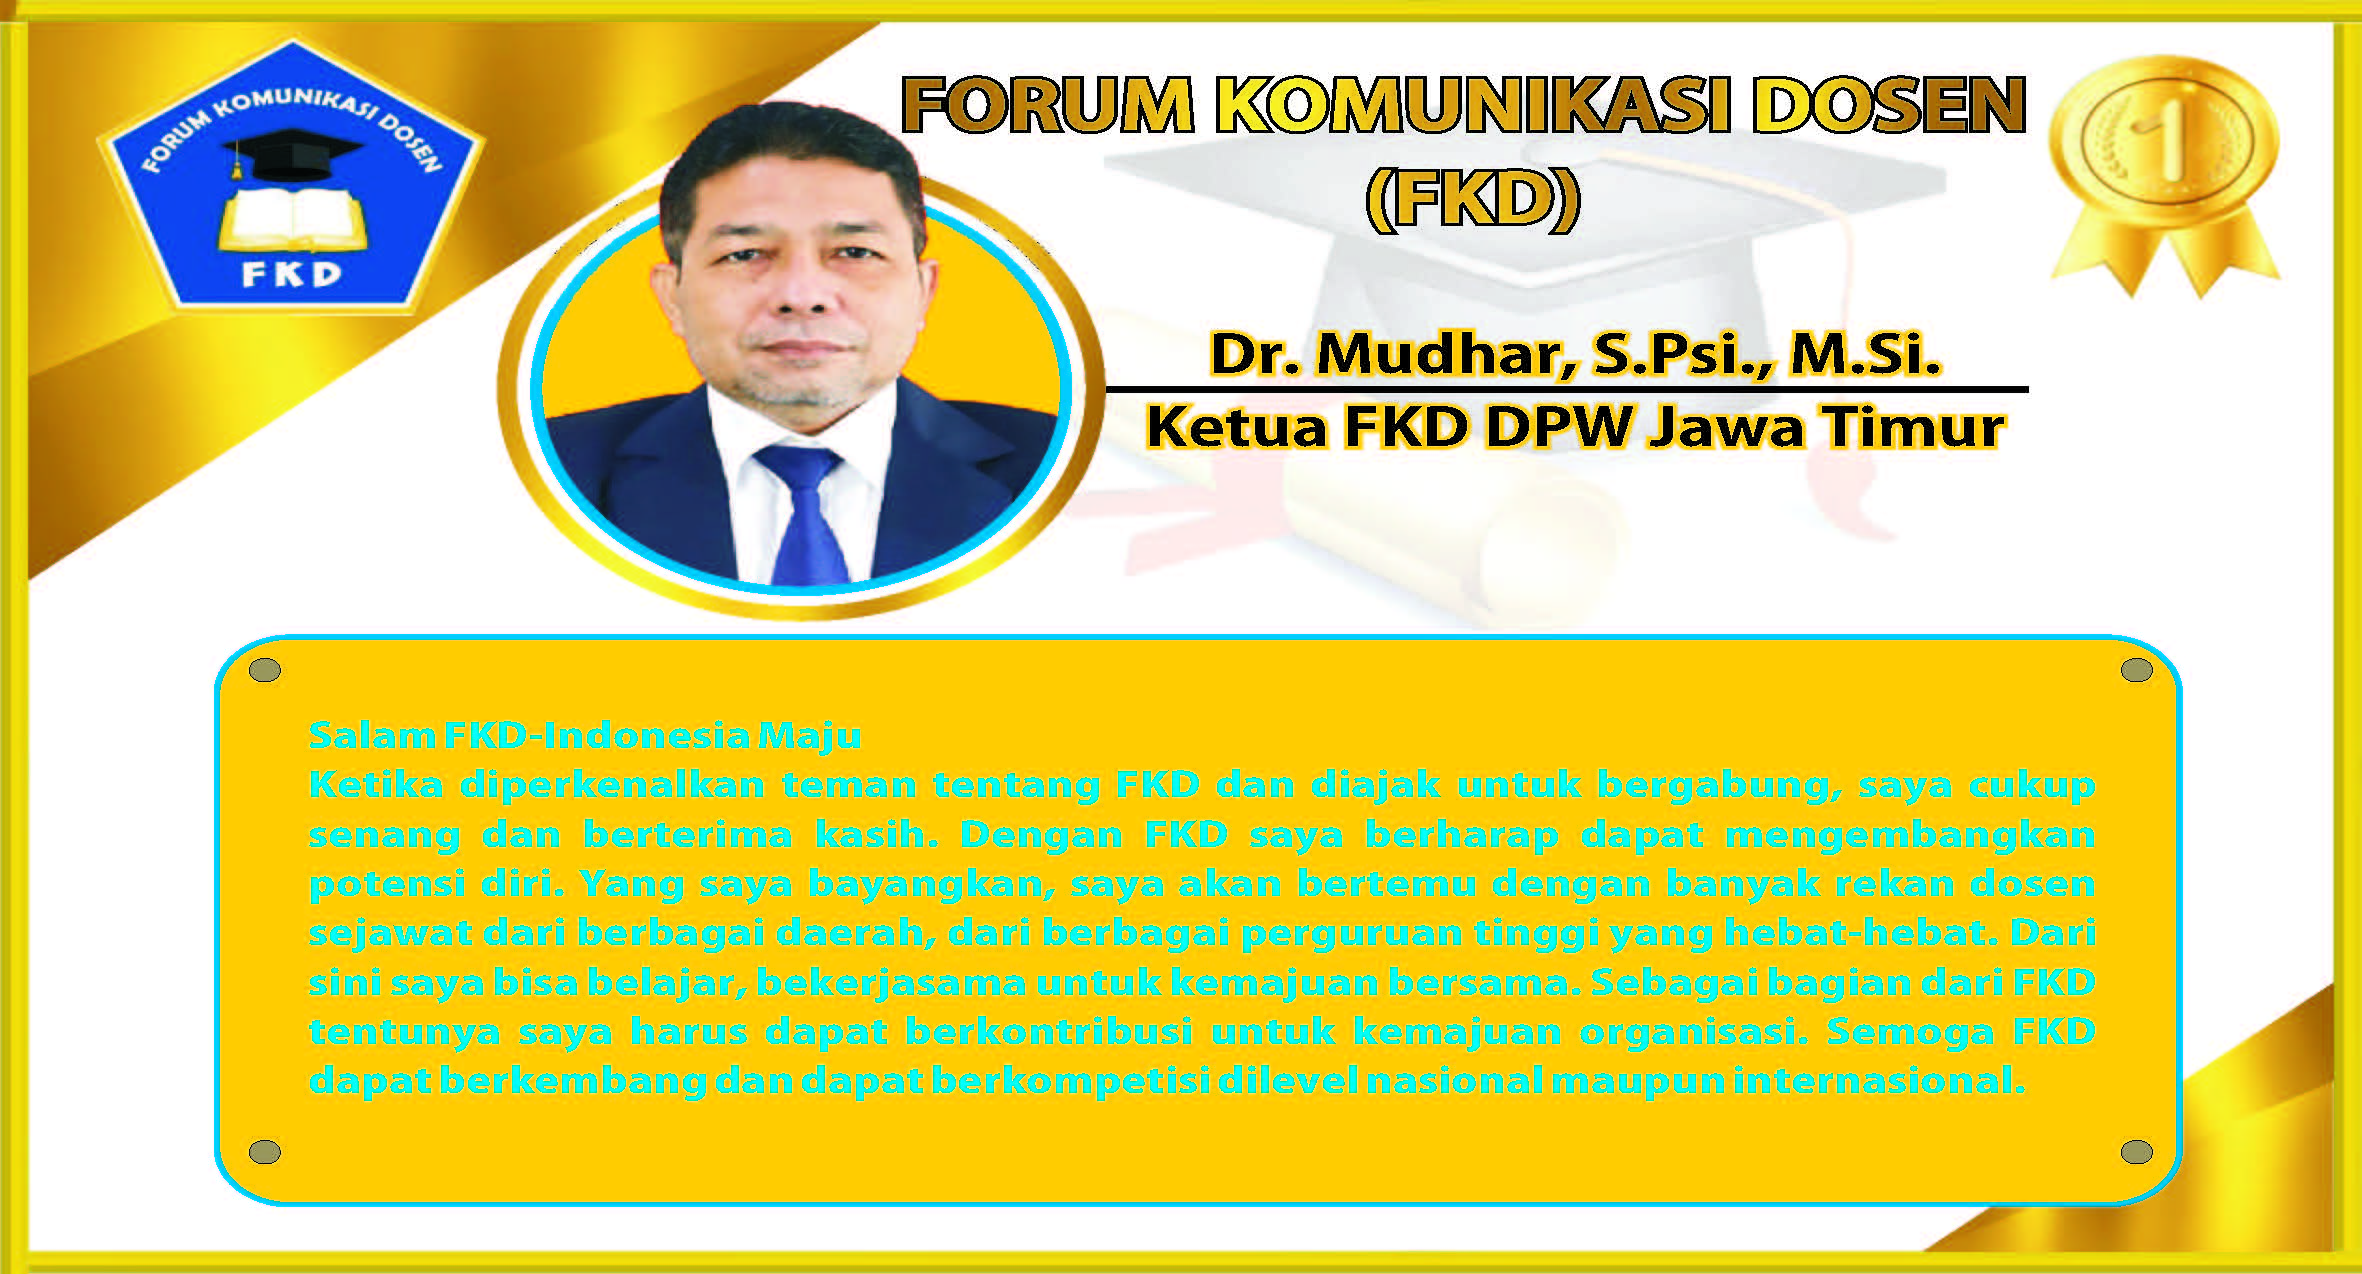 FORUM KOMUNIKASI DOSEN
FKD
FORUM KOMUNIKASI DOSEN
(FKD)
1
Dr. Mudhar, S.Psi., M.Si.
Ketua FKD DPW Jawa Timur
Salam FKD-Indonesia Maju
Ketika diperkenalkan teman tentang FKD dan diajak untuk bergabung, saya cukup
senang dan berterima kasih. Dengan FKD saya berharap dapat mengembangkan
potensi diri. Yang saya bayangkan, saya akan bertemu dengan banyak rekan dosen
sejawat dari berbagai daerah, dari berbagai perguruan tinggi yang hebat-hebat. Dari
sini saya bisa belajar, bekerjasama untuk kemajuan bersama. Sebagai bagian dari FKD
tentunya saya harus dapat berkontribusi untuk kemajuan organisasi. Semoga FKD
dapat berkembang dan dapat berkompetisi dilevel nasional maupun internasional.